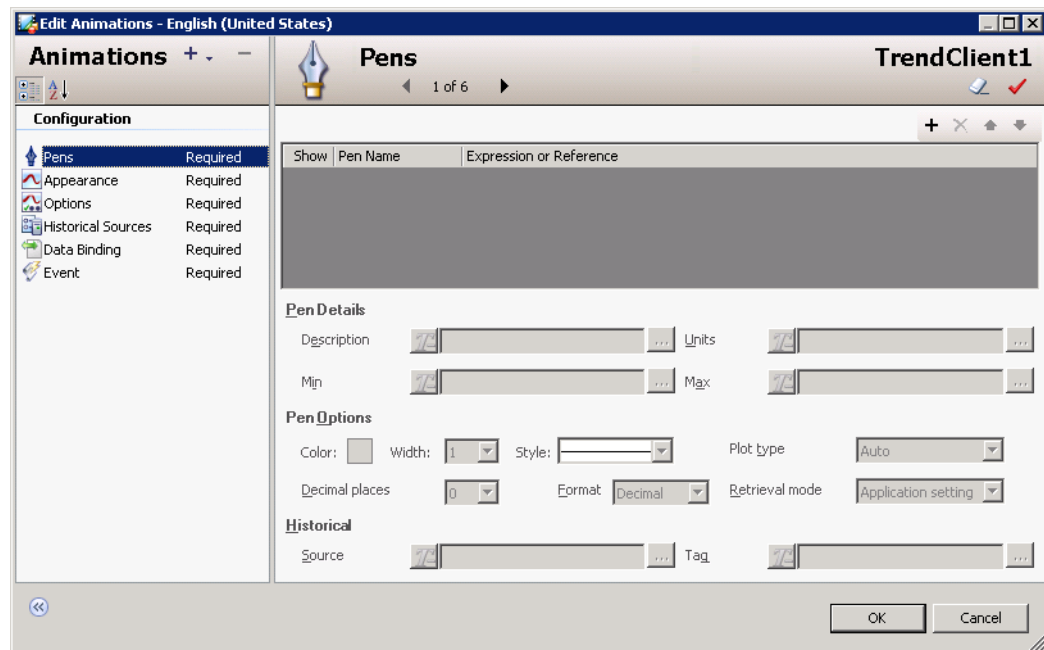 Edit Animations - English (United States)
Animations
Pens
TrendClient1
1 of 6
Configuration
Pens Required
Appearance Required
Options Required
Historical Sources Required
Data Binding Required
Event Required
Show Pen Name Expression or Reference
Pen Details
Description Units
Min Max
Pen Options
Color: Width: 1 Style: Plot type Auto
Decimal places 0 Format Decimal Retrieval mode Application setting
Historical
Source Tag
OK Cancel